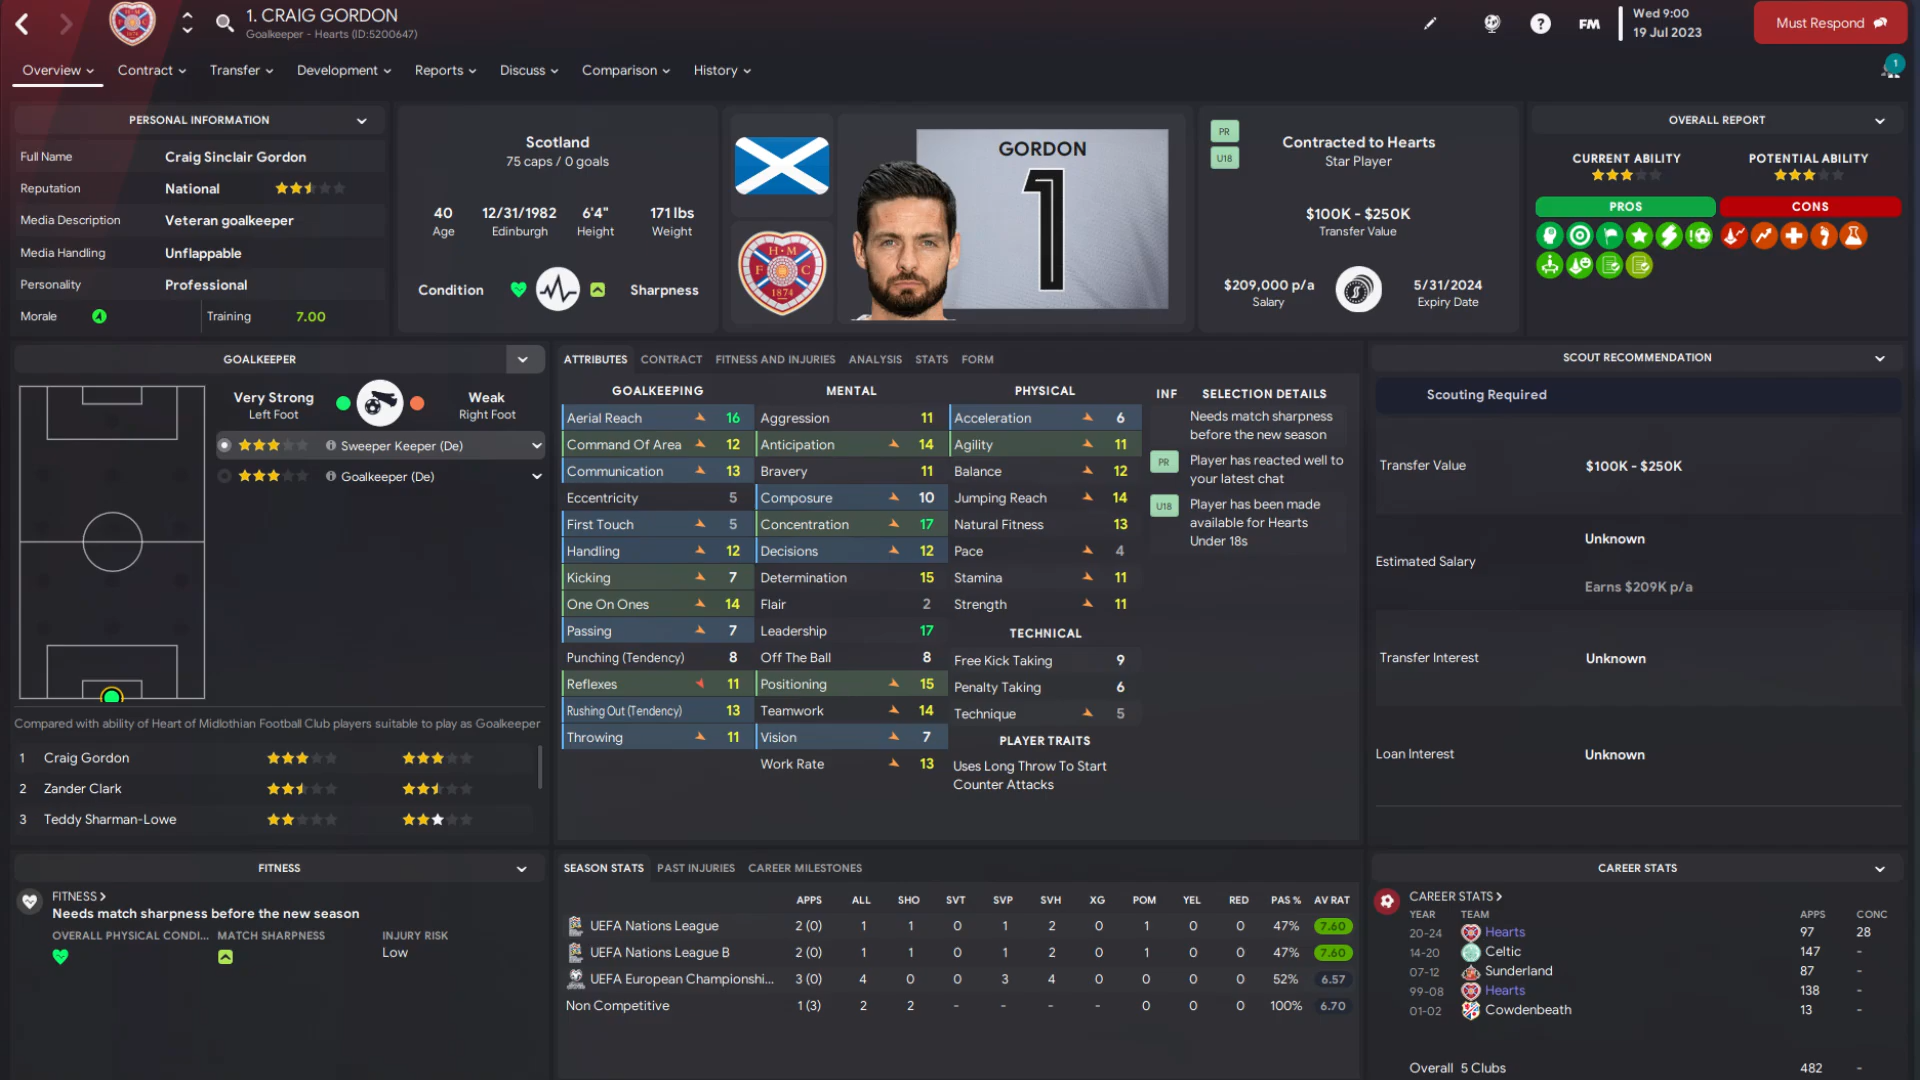 1. CRAIG GORDON
Goalkeeper - Hearts (ID:5200647)
FM
Wed 9:00
19 Jul 2023
Must Respond
Overview
Contract
Transfer
Development
Reports
Discuss
Comparison
History
1
PERSONAL INFORMATION
Full Name Craig Sinclair Gordon
Reputation National
Media Description Veteran goalkeeper
Media Handling Unflappable
Personality Professional
Morale
Training 7.00
Scotland
75 caps / 0 goals
40 12/31/1982 6'4" 171 lbs
Age Edinburgh Height Weight
Condition Sharpness
H M
F C
1874
GORDON
1
PR
U18
Contracted to Hearts
Star Player
$100K - $250K
Transfer Value
$209,000 p/a
Salary
5/31/2024
Expiry Date
OVERALL REPORT
CURRENT ABILITY POTENTIAL ABILITY
PROS CONS
GOALKEEPER
Very Strong
Left Foot
Weak
Right Foot
Sweeper Keeper (De)
Goalkeeper (De)
Compared with ability of Heart of Midlothian Football Club players suitable to play as Goalkeeper
1 Craig Gordon
2 Zander Clark
3 Teddy Sharman-Lowe
ATTRIBUTES CONTRACT FITNESS AND INJURIES ANALYSIS STATS FORM
GOALKEEPING
Aerial Reach 16
Command Of Area 12
Communication 13
Eccentricity 5
First Touch 5
Handling 12
Kicking 7
One On Ones 14
Passing 7
Punching (Tendency) 8
Reflexes 11
Rushing Out (Tendency) 13
Throwing 11
MENTAL
Aggression 11
Anticipation 14
Bravery 11
Composure 10
Concentration 17
Decisions 12
Determination 15
Flair 2
Leadership 17
Off The Ball 8
Positioning 15
Teamwork 14
Vision 7
Work Rate 13
PHYSICAL
Acceleration 6
Agility 11
Balance 12
Jumping Reach 14
Natural Fitness 13
Pace 4
Stamina 11
Strength 11
TECHNICAL
Free Kick Taking 9
Penalty Taking 6
Technique 5
PLAYER TRAITS
Uses Long Throw To Start
Counter Attacks
INF SELECTION DETAILS
Needs match sharpness
before the new season
PR
Player has reacted well to
your latest chat
U18
Player has been made
available for Hearts
Under 18s
SCOUT RECOMMENDATION
Scouting Required
Transfer Value $100K - $250K
Estimated Salary Unknown
Earns $209K p/a
Transfer Interest Unknown
Loan Interest Unknown
FITNESS
FITNESS >
Needs match sharpness before the new season
OVERALL PHYSICAL CONDI... MATCH SHARPNESS INJURY RISK
Low
SEASON STATS PAST INJURIES CAREER MILESTONES
APPS ALL SHO SVT SVP SVH XG POM YEL RED PAS % AV RAT
UEFA Nations League 2 (0) 1 1 0 1 2 0 1 0 0 47% 7.60
UEFA Nations League B 2 (0) 1 1 0 1 2 0 1 0 0 47% 7.60
UEFA European Championshi... 3 (0) 4 0 0 3 4 0 0 0 0 52% 6.57
Non Competitive 1 (3) 2 2 - - - - 0 0 0 100% 6.70
CAREER STATS
CAREER STATS >
YEAR TEAM APPS CONC
20-24 Hearts 97 28
14-20 Celtic 147 -
07-12 Sunderland 87 -
99-08 Hearts 138 -
01-02 Cowdenbeath 13 -
Overall 5 Clubs 482 -